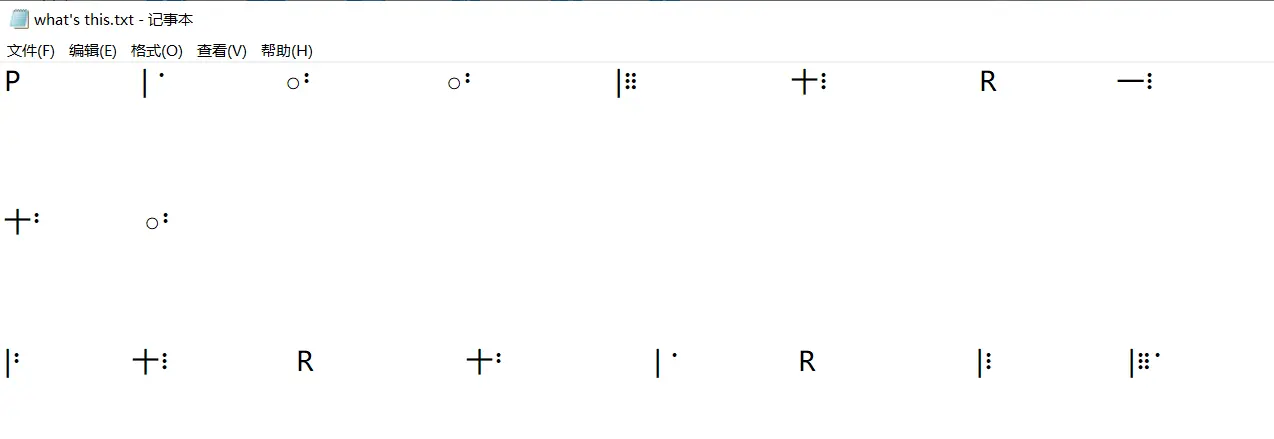 what's this.txt - 记事本
文件(F) 编辑(E) 格式(O) 查看(V) 帮助(H)
P | ⠁ ○⠃ ○⠃ |⠿ 十⠇ R 一⠇
十⠃ ○⠃
|⠃ 十⠇ R 十⠃ | ⠁ R |⠇ |⠿⠁